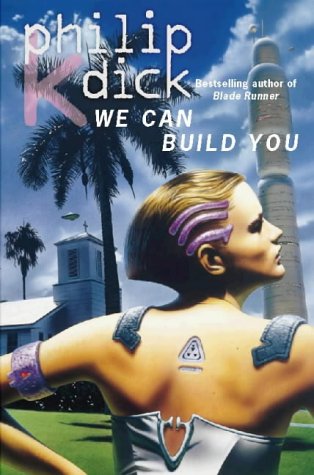 philip
K dick
Bestselling author of
Blade Runner
WE CAN
BUILD YOU